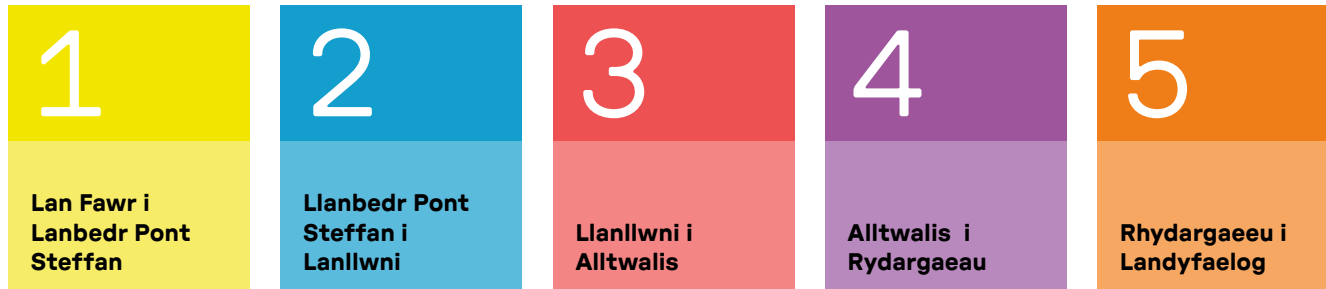 1
Lan Fawr i
Lanbedr Pont
Steffan
2
Llanbedr Pont
Steffan i
Lanllwni
3
Llanllwni i
Alltwalis
4
Alltwalis  i
Rydargaeau
5
Rhydargaeeu i
Landyfaelog